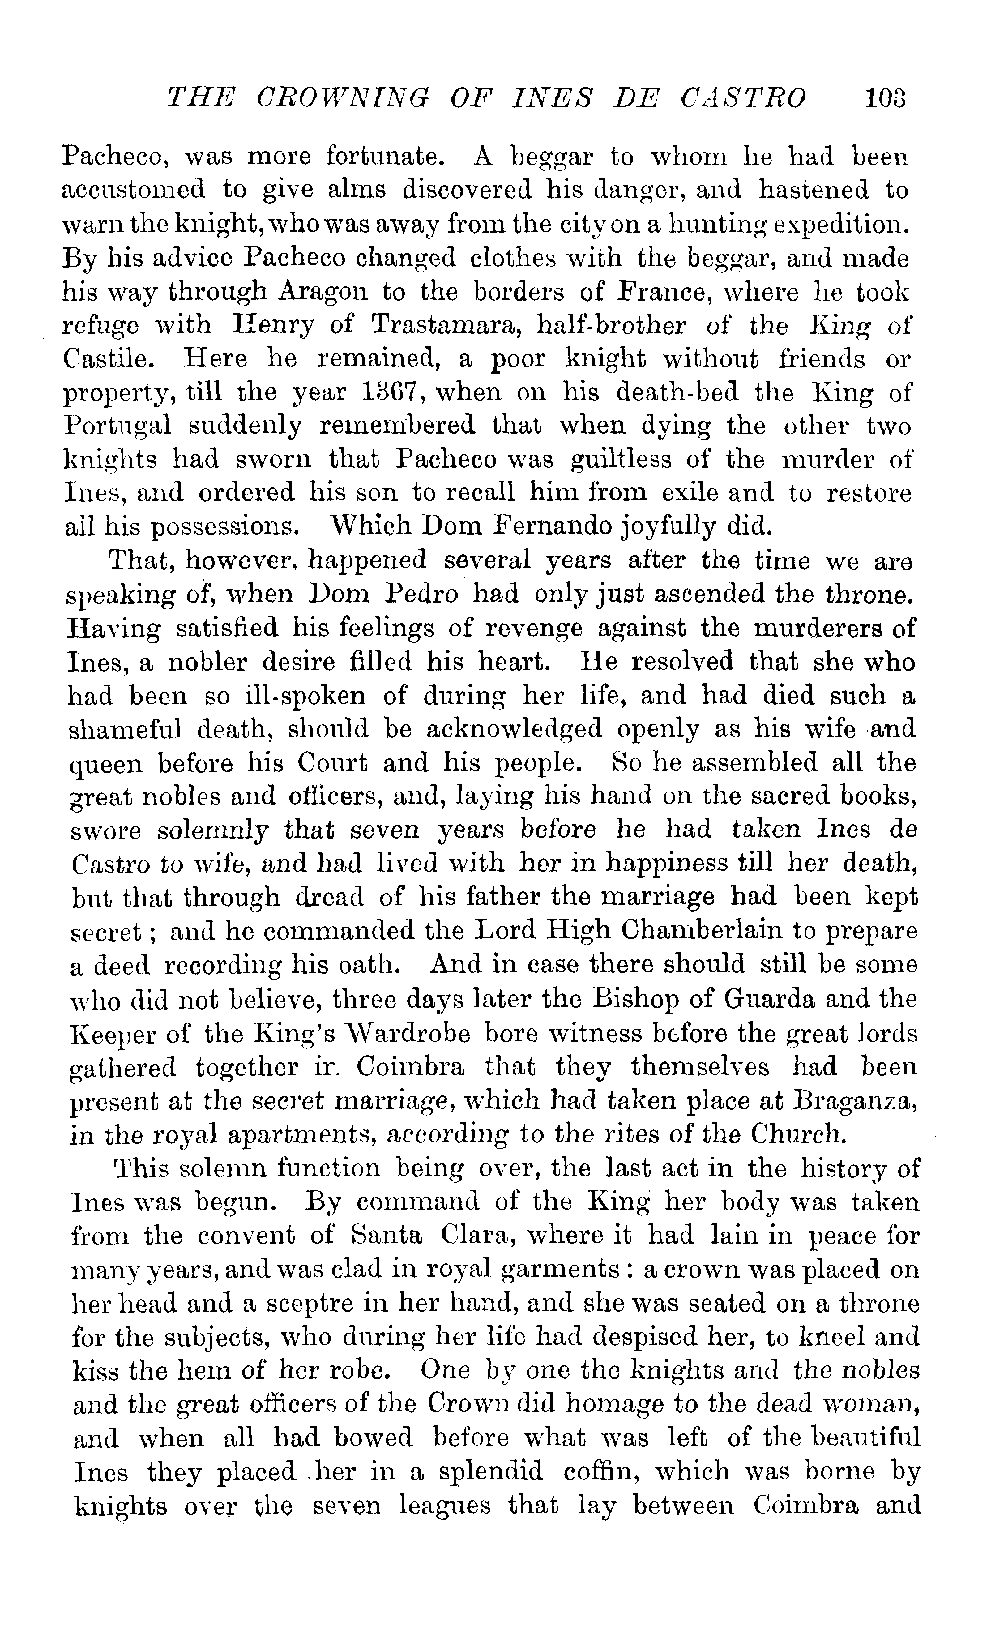 THE CROWNING OF INES DE CASTRO 103
Pacheco, was more fortunate. A beggar to whom he had been
accustomed to give alms discovered his danger, and hastened to
warn the knight, who was away from the city on a hunting expedition.
By his advice Pacheco changed clothes with the beggar, and made
his way through Aragon to the borders of France, where he took
refuge with Henry of Trastamara, half-brother of the King of
Castile. Here he remained, a poor knight without friends or
property, till the year 1367, when on his death-bed the King of
Portugal suddenly remembered that when dying the other two
knights had sworn that Pacheco was guiltless of the murder of
Ines, and ordered his son to recall him from exile and to restore
all his possessions. Which Dom Fernando joyfully did.
That, however, happened several years after the time we are
speaking of, when Dom Pedro had only just ascended the throne.
Having satisfied his feelings of revenge against the murderers of
Ines, a nobler desire filled his heart. He resolved that she who
had been so ill-spoken of during her life, and had died such a
shameful death, should be acknowledged openly as his wife and
queen before his Court and his people. So he assembled all the
great nobles and officers, and, laying his hand on the sacred books,
swore solemnly that seven years before he had taken Ines de
Castro to wife, and had lived with her in happiness till her death,
but that through dread of his father the marriage had been kept
secret ; and he commanded the Lord High Chamberlain to prepare
a deed recording his oath. And in case there should still be some
who did not believe, three days later the Bishop of Guarda and the
Keeper of the King's Wardrobe bore witness before the great lords
gathered together in Coimbra that they themselves had been
present at the secret marriage, which had taken place at Braganza,
in the royal apartments, according to the rites of the Church.
This solemn function being over, the last act in the history of
Ines was begun. By command of the King her body was taken
from the convent of Santa Clara, where it had lain in peace for
many years, and was clad in royal garments : a crown was placed on
her head and a sceptre in her hand, and she was seated on a throne
for the subjects, who during her life had despised her, to kneel and
kiss the hem of her robe. One by one the knights and the nobles
and the great officers of the Crown did homage to the dead woman,
and when all had bowed before what was left of the beautiful
Ines they placed her in a splendid coffin, which was borne by
knights over the seven leagues that lay between Coimbra and